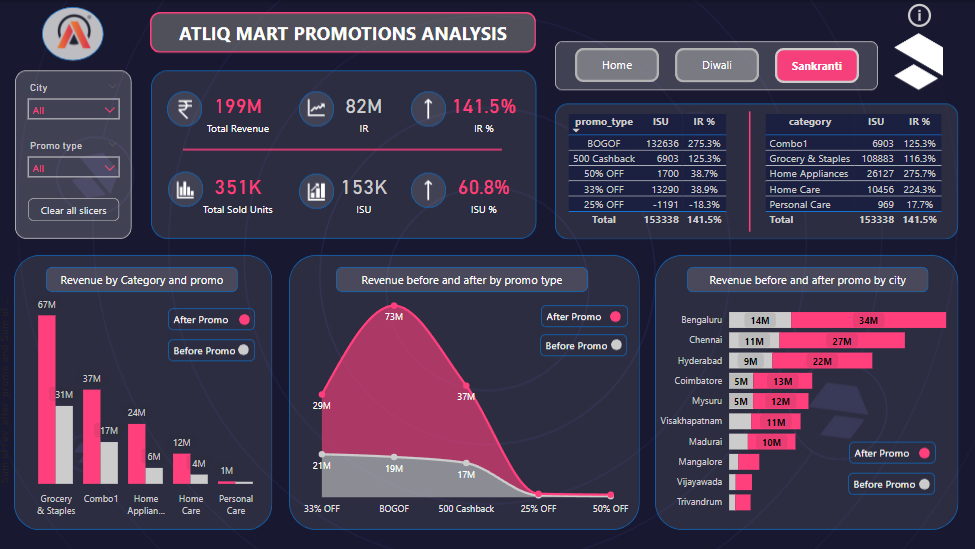 ATLIQ MART PROMOTIONS ANALYSIS
i
Home Diwali Sankranti
City
All
Promo type
All
Clear all slicers
199M 82M 141.5%
Total Revenue IR IR %
351K 153K 60.8%
Total Sold Units ISU ISU %
promo_type ISU IR %
BOGOF 132636 275.3%
500 Cashback 6903 125.3%
50% OFF 1700 38.7%
33% OFF 13290 38.9%
25% OFF -1191 -18.3%
Total 153338 141.5%
category ISU IR %
Combo1 6903 125.3%
Grocery & Staples 108883 116.3%
Home Appliances 26127 275.7%
Home Care 10456 224.3%
Personal Care 969 17.7%
Total 153338 141.5%
Revenue by Category and promo
After Promo
Before Promo
67M
31M
37M
17M
24M
6M
12M
4M
1M
Grocery Combo1 Home Home Personal
& Staples Applian... Care Care
Revenue before and after by promo type
After Promo
Before Promo
73M
29M
37M
21M
19M
17M
33% OFF BOGOF 500 Cashback 25% OFF 50% OFF
Revenue before and after promo by city
Bengaluru 14M 34M
Chennai 11M 27M
Hyderabad 9M 22M
Coimbatore 5M 13M
Mysuru 5M 12M
Visakhapatnam 11M
Madurai 10M
Mangalore
Vijayawada
Trivandrum
After Promo
Before Promo